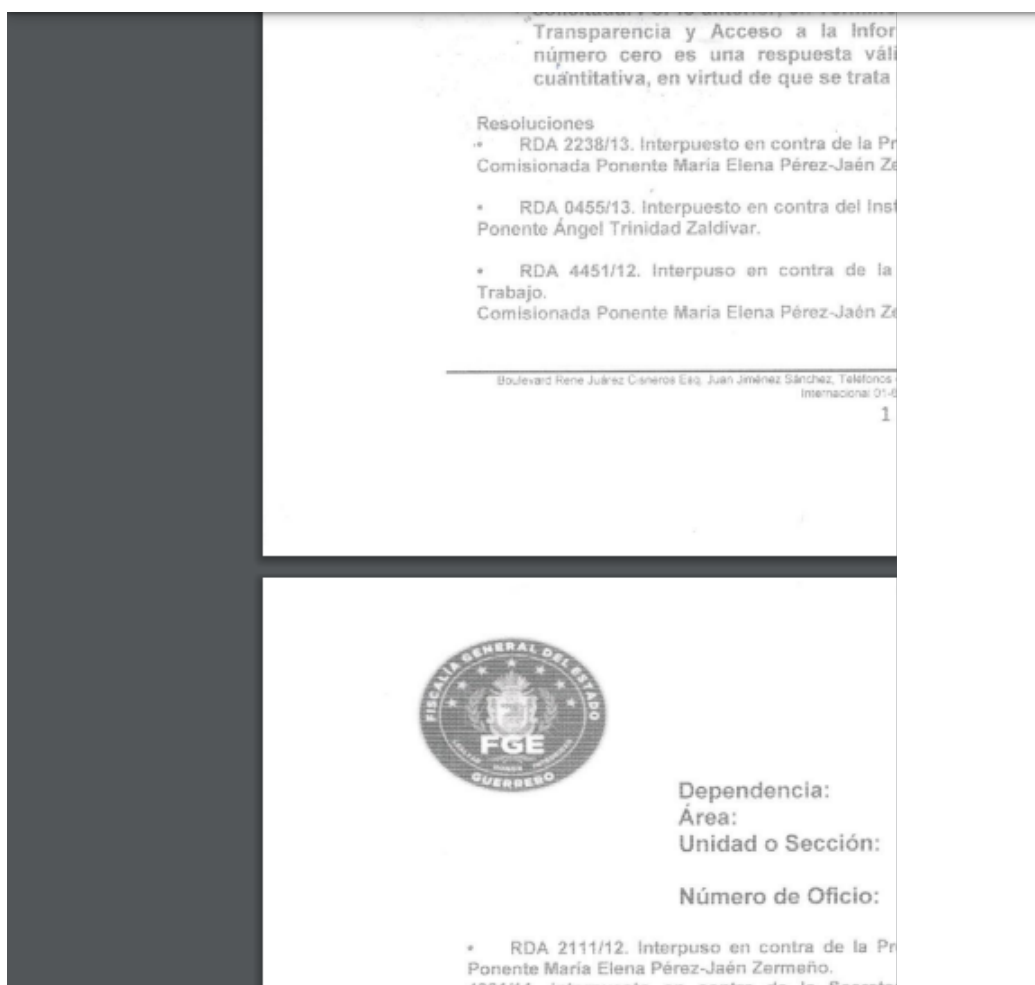 Transparencia y Acceso a la Infor
número cero es una respuesta váli
cuantitativa, en virtud de que se trata
Resoluciones
• RDA 2238/13. Interpuesto en contra de la Pr
Comisionada Ponente María Elena Pérez-Jaén Ze
• RDA 0455/13. Interpuesto en contra del Inst
Ponente Ángel Trinidad Zaldívar.
• RDA 4451/12. Interpuso en contra de la
Trabajo.
Comisionada Ponente María Elena Pérez-Jaén Ze
Boulevard Rene Juárez Cisneros Esq. Juan Jiménez Sánchez, Teléfonos
Internacional 01-6
1
FISCALÍA GENERAL DEL ESTADO
FGE
GUERRERO
Dependencia:
Área:
Unidad o Sección:
Número de Oficio:
• RDA 2111/12. Interpuso en contra de la Pr
Ponente María Elena Pérez-Jaén Zermeño.